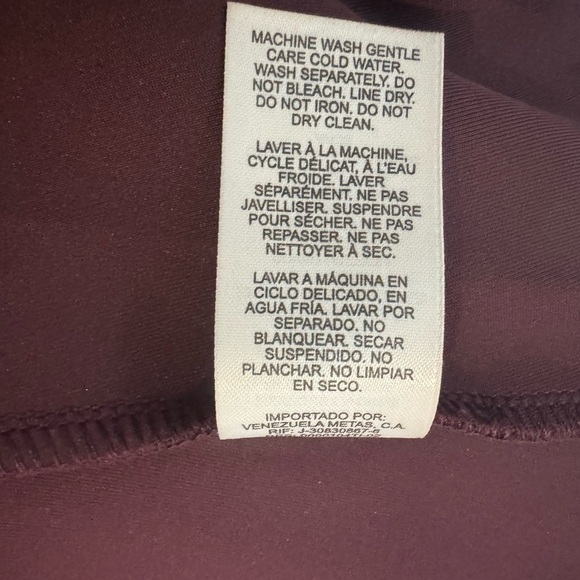 MACHINE WASH GENTLE
CARE COLD WATER.
WASH SEPARATELY. DO
NOT BLEACH. LINE DRY.
DO NOT IRON. DO NOT
DRY CLEAN.
LAVER À LA MACHINE,
CYCLE DÉLICAT, À L'EAU
FROIDE. LAVER
SÉPARÉMENT. NE PAS
JAVELLISER. SUSPENDRE
POUR SÉCHER. NE PAS
REPASSER. NE PAS
NETTOYER À SEC.
LAVAR A MÁQUINA EN
CICLO DELICADO, EN
AGUA FRÍA. LAVAR POR
SEPARADO. NO
BLANQUEAR. SECAR
SUSPENDIDO. NO
PLANCHAR. NO LIMPIAR
EN SECO.
IMPORTADO POR:
VENEZUELA METAS, C.A.
RIF: J-30830867-6